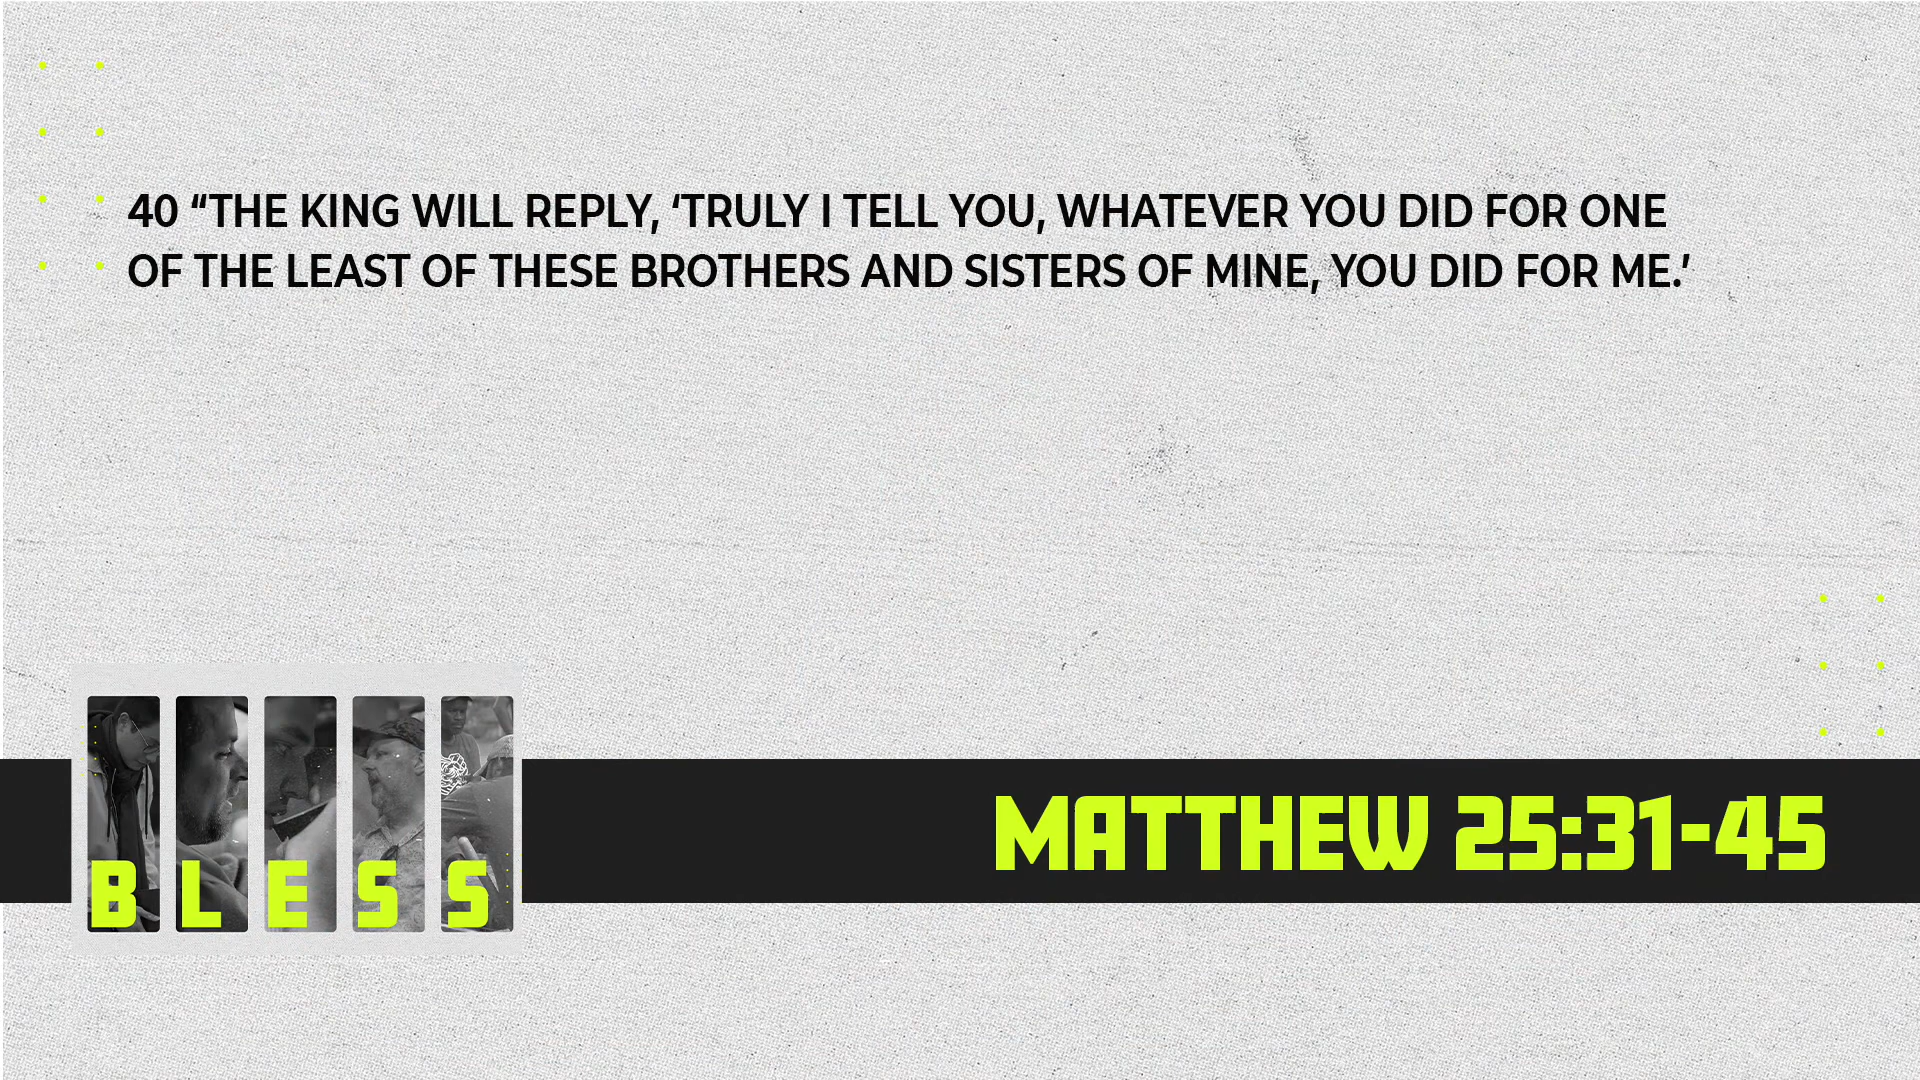 40 “THE KING WILL REPLY, ‘TRULY I TELL YOU, WHATEVER YOU DID FOR ONE
OF THE LEAST OF THESE BROTHERS AND SISTERS OF MINE, YOU DID FOR ME.’
BLESS
MATTHEW 25:31-45